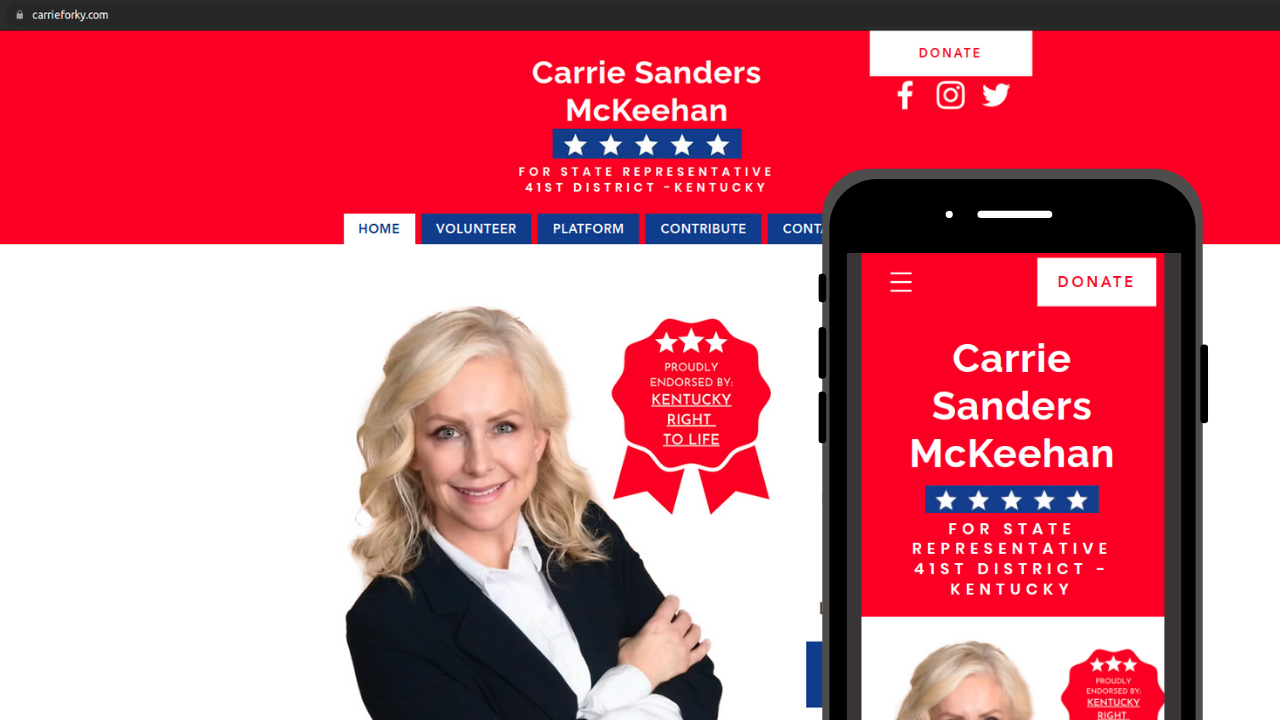 carrieforky.com
DONATE
Carrie Sanders
McKeehan
FOR STATE REPRESENTATIVE
41ST DISTRICT -KENTUCKY
HOME VOLUNTEER PLATFORM CONTRIBUTE
PROUDLY
ENDORSED BY:
KENTUCKY
RIGHT
TO LIFE
DONATE
Carrie
Sanders
McKeehan
FOR STATE
REPRESENTATIVE
41ST DISTRICT -
KENTUCKY
PROUDLY
ENDORSED BY:
KENTUCKY
RIGHT